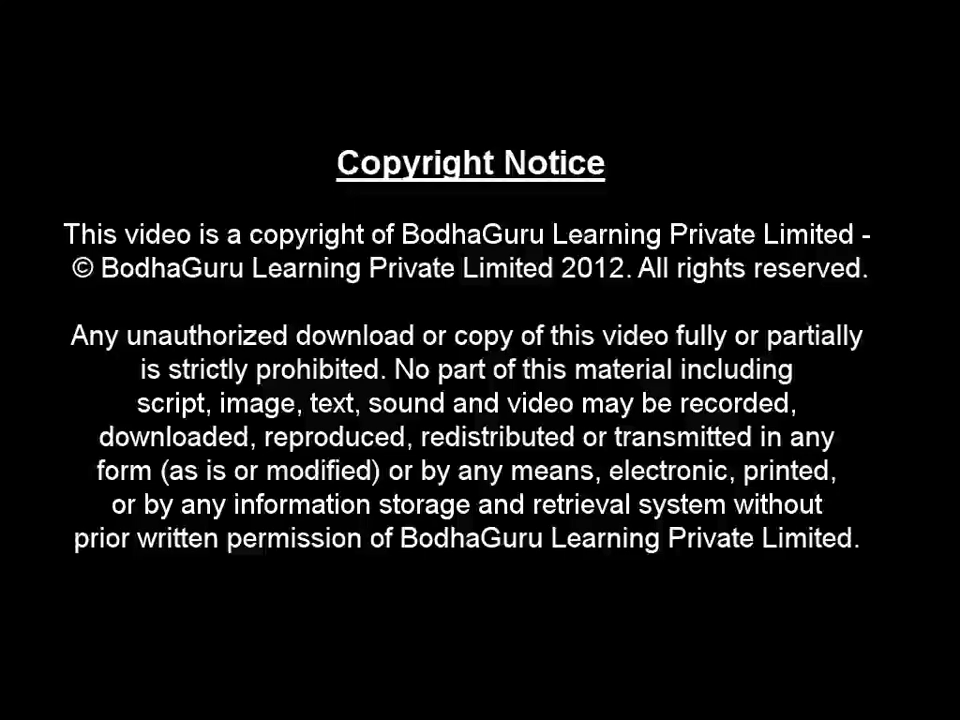 Copyright Notice
This video is a copyright of BodhaGuru Learning Private Limited -
© BodhaGuru Learning Private Limited 2012. All rights reserved.
Any unauthorized download or copy of this video fully or partially
is strictly prohibited. No part of this material including
script, image, text, sound and video may be recorded,
downloaded, reproduced, redistributed or transmitted in any
form (as is or modified) or by any means, electronic, printed,
or by any information storage and retrieval system without
prior written permission of BodhaGuru Learning Private Limited.